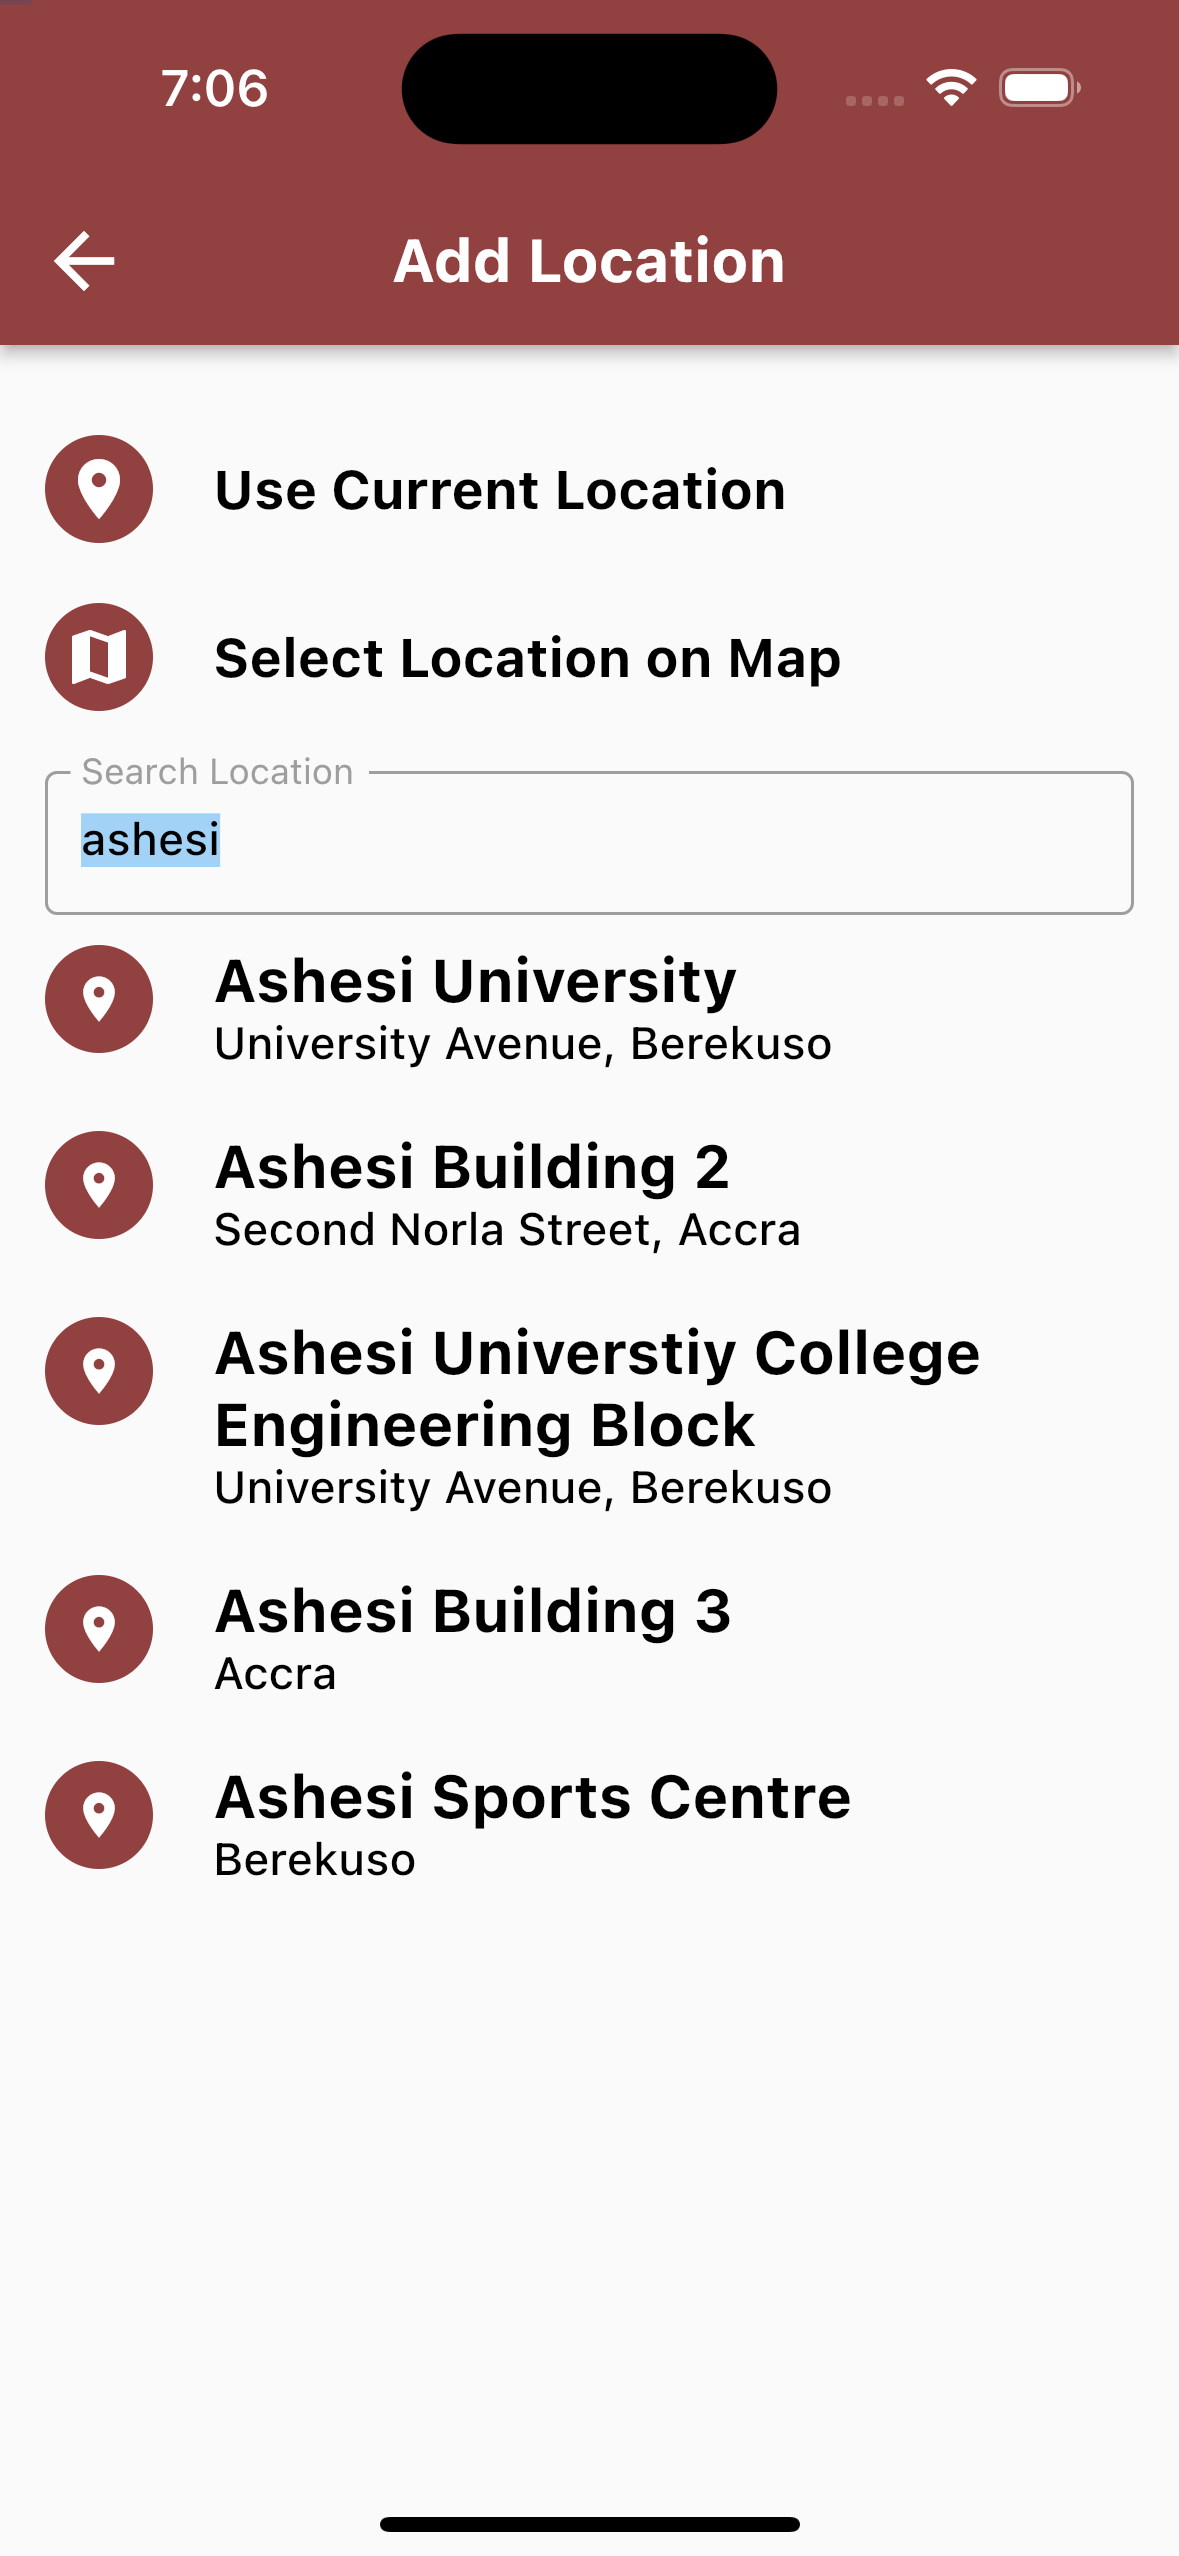 7:06
Add Location
Use Current Location
Select Location on Map
Search Location
ashesi
Ashesi University
University Avenue, Berekuso
Ashesi Building 2
Second Norla Street, Accra
Ashesi Universtiy College
Engineering Block
University Avenue, Berekuso
Ashesi Building 3
Accra
Ashesi Sports Centre
Berekuso